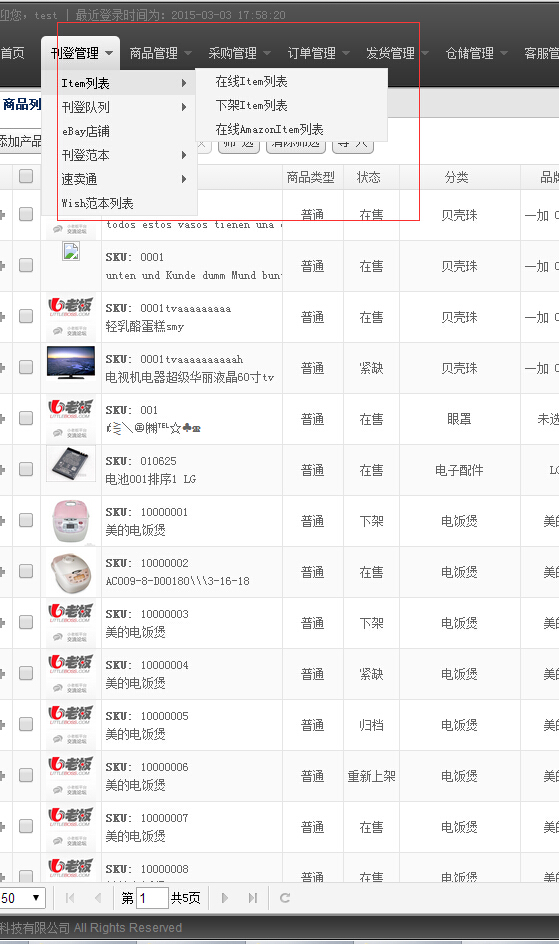 迎您，test | 最近登录时间为：2015-03-03 17:58:20
首页 刊登管理 商品管理 采购管理 订单管理 发货管理 仓储管理 客服管
商品列
Item列表
刊登队列
eBay店铺
刊登范本
速卖通
Wish范本列表
在线Item列表
下架Item列表
在线AmazonItem列表
添加产品 筛 选 清除筛选 导 入
商品类型 状态 分类 品牌
todos estos vasos tienen una 普通 在售 贝壳珠 一加
SKU: 0001
unten und Kunde dumm Mund bun 普通 在售 贝壳珠 一加
SKU: 0001tvaaaaaaaaa
轻乳酪蛋糕smy 普通 在售 贝壳珠 一加
SKU: 0001tvaaaaaaaaaah
电视机电器超级华丽液晶60寸tv 普通 紧缺 贝壳珠 一加
SKU: 001
普通 在售 眼罩 未选
SKU: 010625
电池001排序1 LG 普通 在售 电子配件 LG
SKU: 10000001
美的电饭煲 普通 下架 电饭煲 美的
SKU: 10000002
AC009-8-D00180\\\3-16-18 普通 在售 电饭煲 美的
SKU: 10000003
美的电饭煲 普通 下架 电饭煲 美的
SKU: 10000004
美的电饭煲 普通 紧缺 电饭煲 美的
SKU: 10000005
美的电饭煲 普通 归档 电饭煲 美的
SKU: 10000006
美的电饭煲 普通 重新上架 电饭煲 美的
SKU: 10000007
美的电饭煲 普通 在售 电饭煲 美的
SKU: 10000008
普通 在售 电饭煲 美的
50 第 1 共5页
科技有限公司 All Rights Reserved